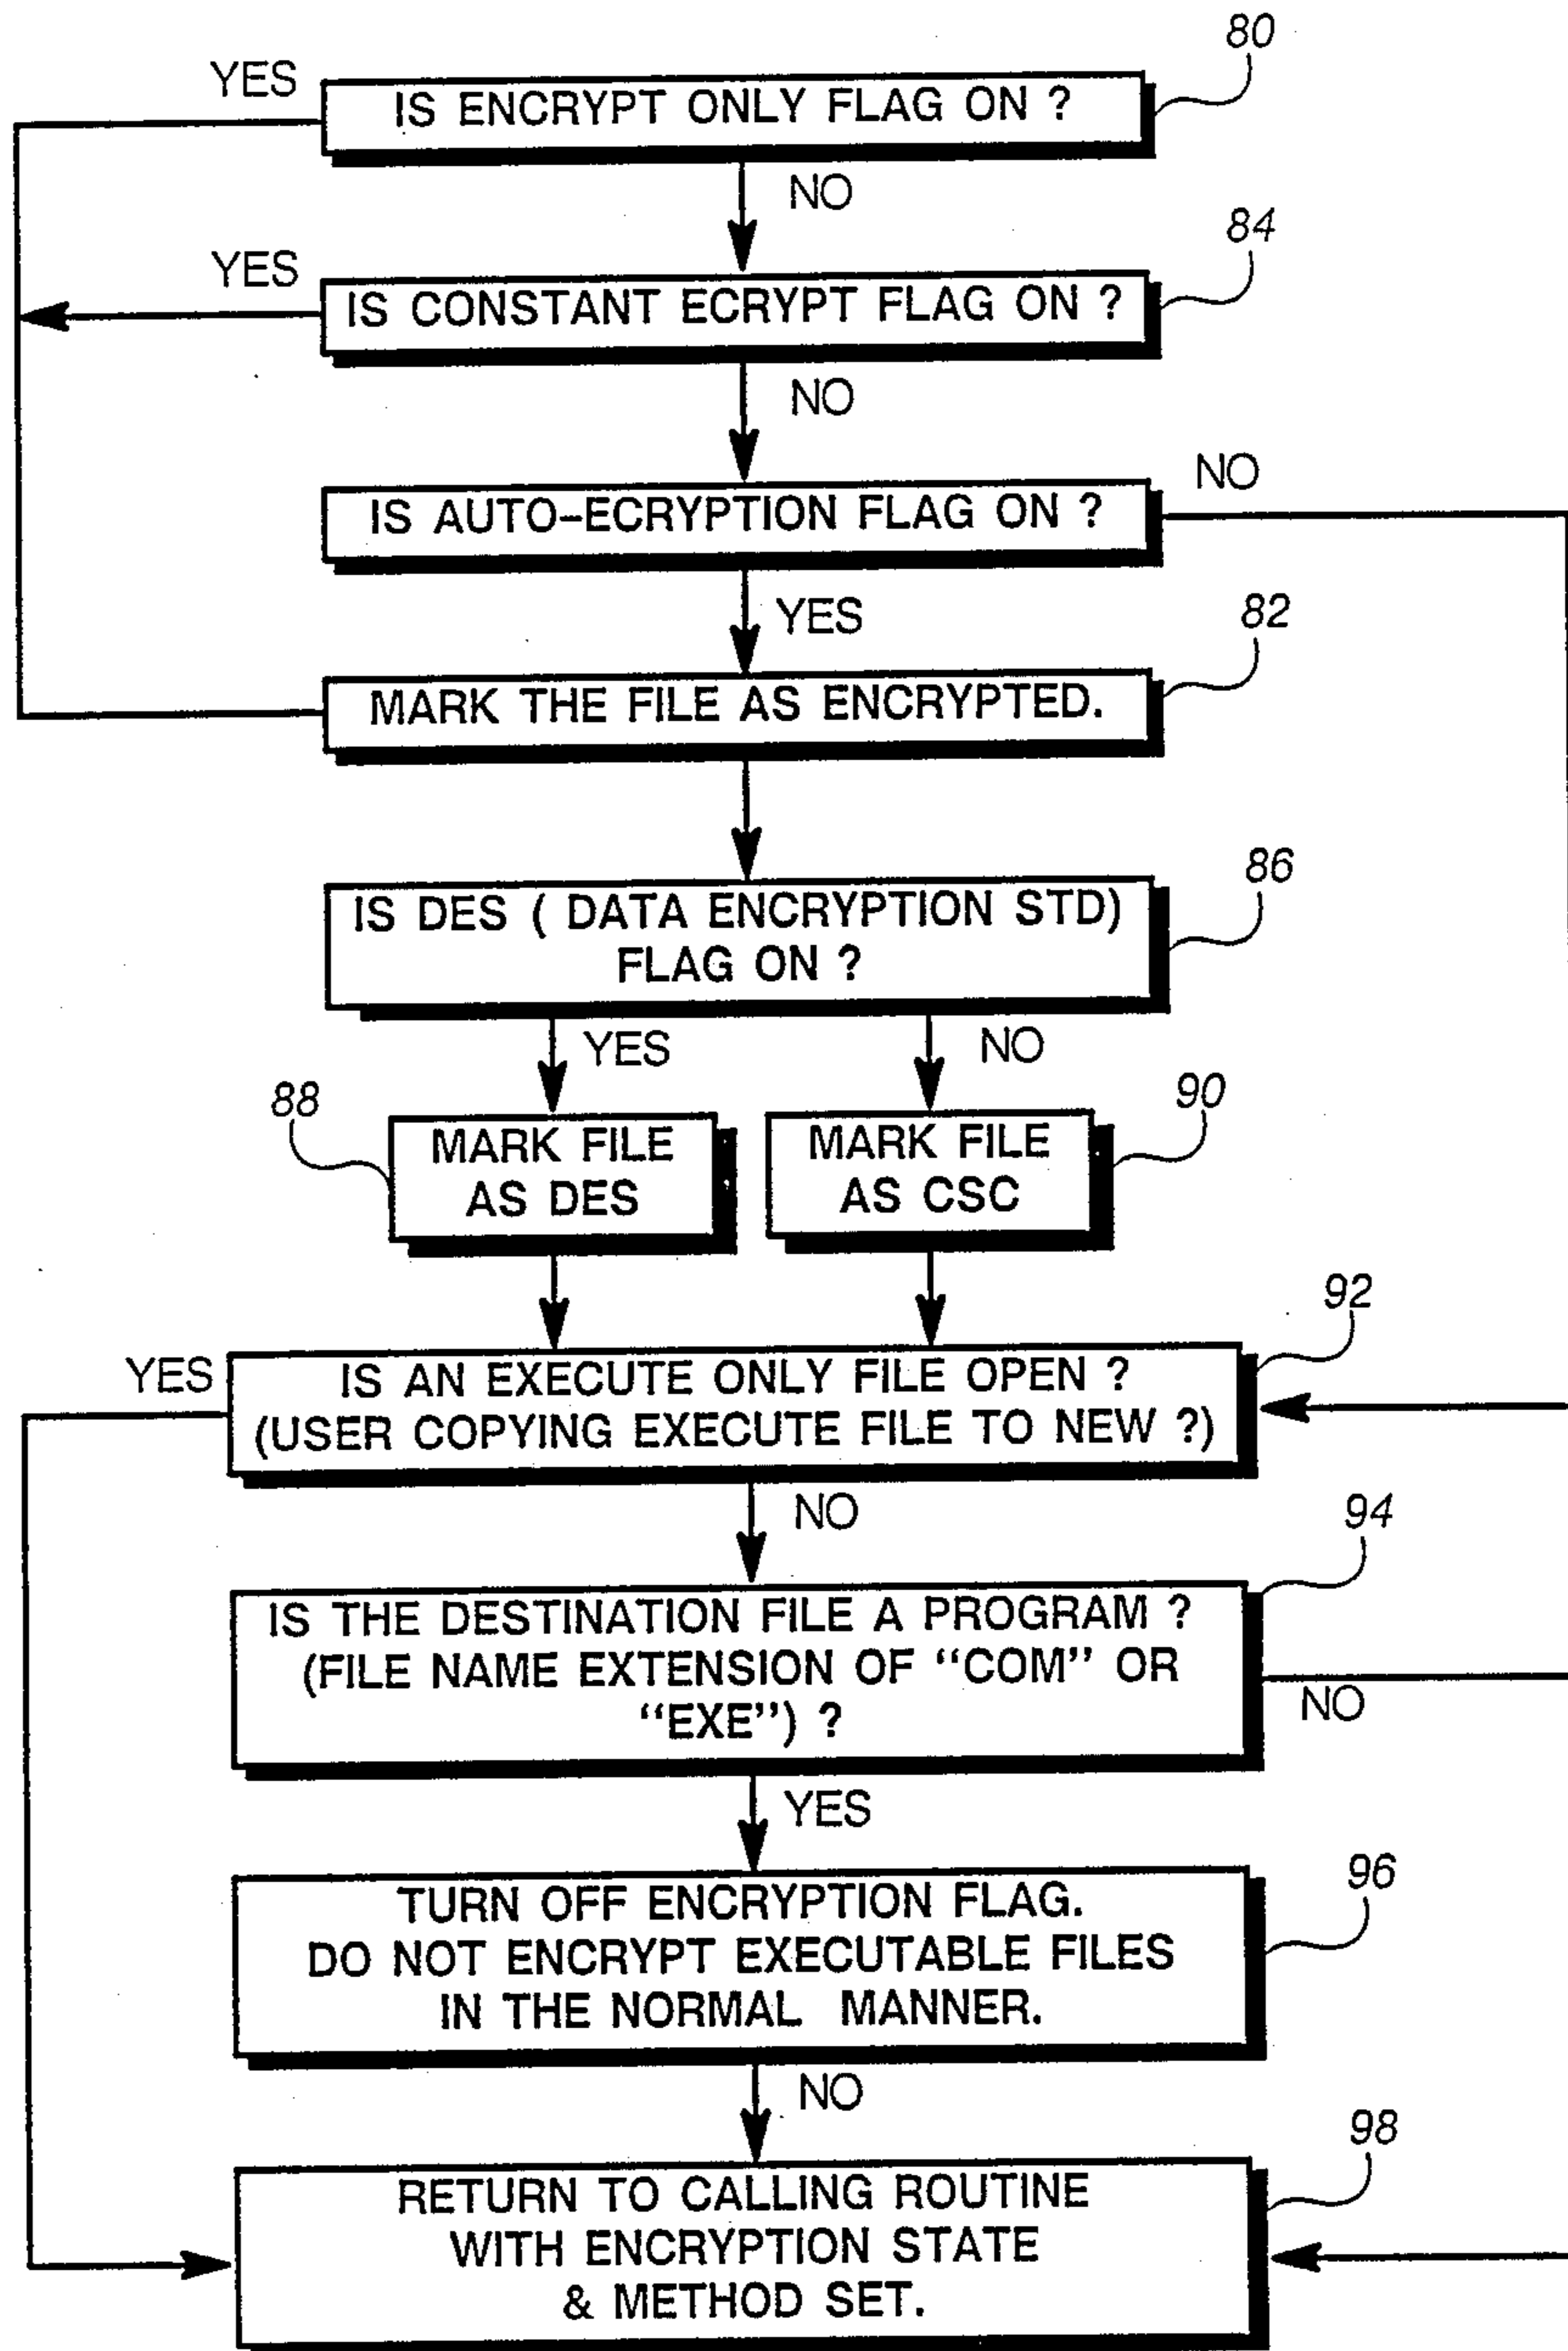 80
YES
IS ENCRYPT ONLY FLAG ON ?
NO
84
YES
IS CONSTANT ECRYPT FLAG ON ?
NO
NO
IS AUTO-ECRYPTION FLAG ON ?
YES
82
MARK THE FILE AS ENCRYPTED.
86
IS DES ( DATA ENCRYPTION STD)
FLAG ON ?
YES
NO
88
90
MARK FILE
AS DES
MARK FILE
AS CSC
92
YES
IS AN EXECUTE ONLY FILE OPEN ?
(USER COPYING EXECUTE FILE TO NEW ?)
NO
94
IS THE DESTINATION FILE A PROGRAM ?
(FILE NAME EXTENSION OF “COM” OR
“EXE”) ?
NO
YES
96
TURN OFF ENCRYPTION FLAG.
DO NOT ENCRYPT EXECUTABLE FILES
IN THE NORMAL MANNER.
NO
98
RETURN TO CALLING ROUTINE
WITH ENCRYPTION STATE
& METHOD SET.